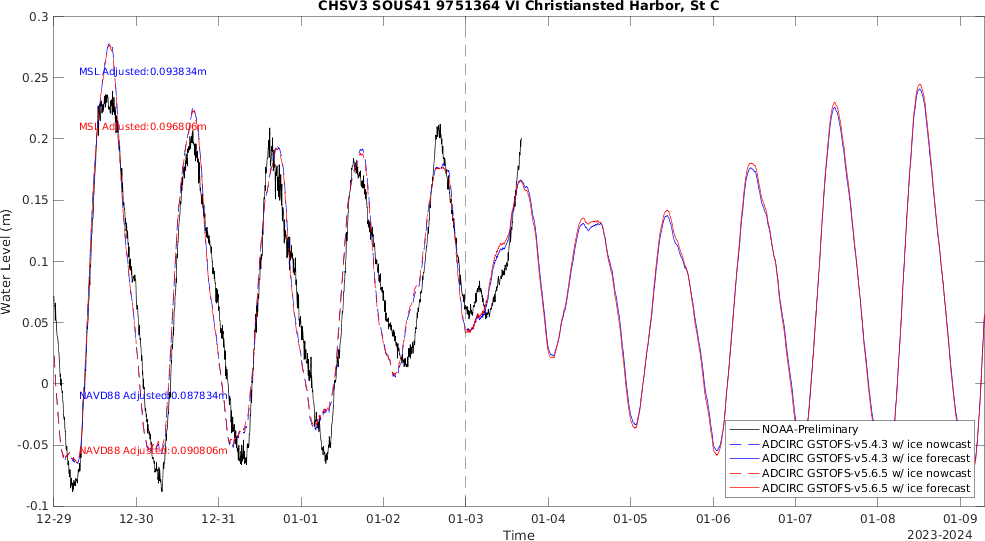 CHSV3 SOUS41 9751364 VI Christiansted Harbor, St C
0.3
0.25
0.2
0.15
0.1
0.05
0
-0.05
-0.1
Water Level (m)
MSL Adjusted:0.093834m
MSL Adjusted:0.096806m
NAVD88 Adjusted:0.087834m
NAVD88 Adjusted:0.090806m
NOAA-Preliminary
ADCIRC GSTOFS-v5.4.3 w/ ice nowcast
ADCIRC GSTOFS-v5.4.3 w/ ice forecast
ADCIRC GSTOFS-v5.6.5 w/ ice nowcast
ADCIRC GSTOFS-v5.6.5 w/ ice forecast
12-29 12-30 12-31 01-01 01-02 01-03 01-04 01-05 01-06 01-07 01-08 01-09
Time
2023-2024